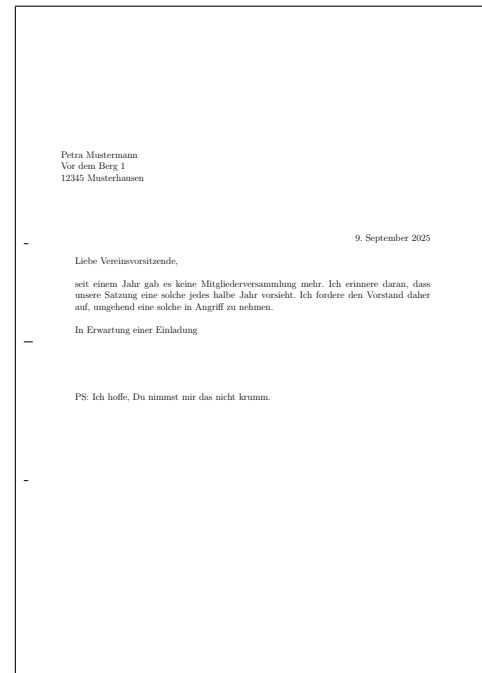 Petra Mustermann
Vor dem Berg 1
12345 Musterhausen
9. September 2025
Liebe Vereinsvorsitzende,
seit einem Jahr gab es keine Mitgliederversammlung mehr. Ich erinnere daran, dass
unsere Satzung eine solche jedes halbe Jahr vorsieht. Ich fordere den Vorstand daher
auf, umgehend eine solche in Angriff zu nehmen.
In Erwartung einer Einladung
PS: Ich hoffe, Du nimmst mir das nicht krumm.